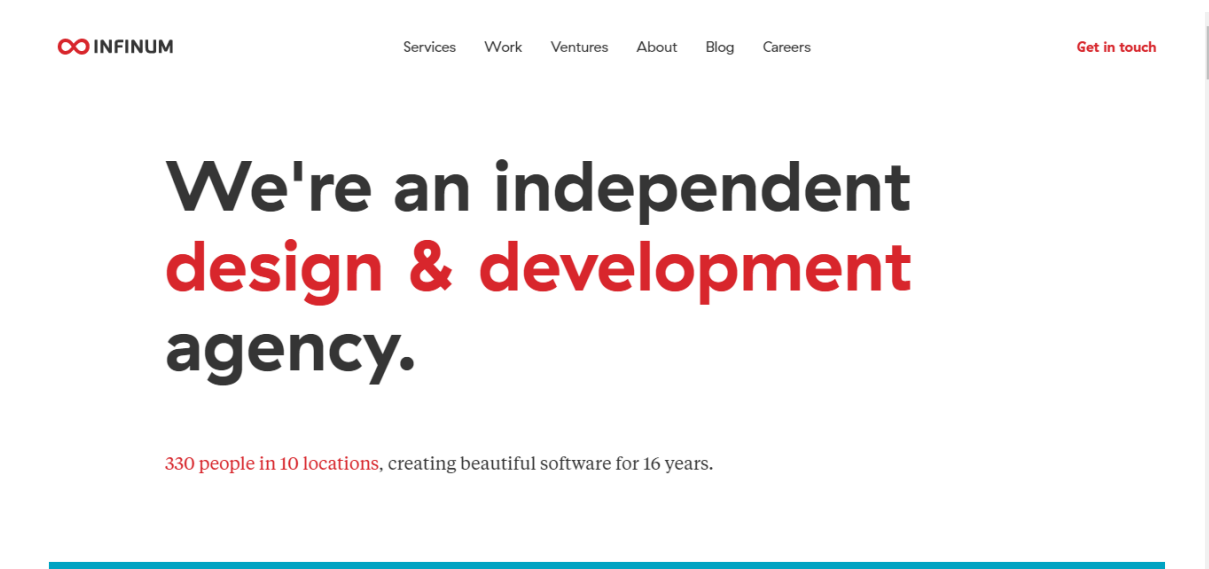 INFINUM
Services Work Ventures About Blog Careers
Get in touch
We're an independent
design & development
agency.
330 people in 10 locations, creating beautiful software for 16 years.